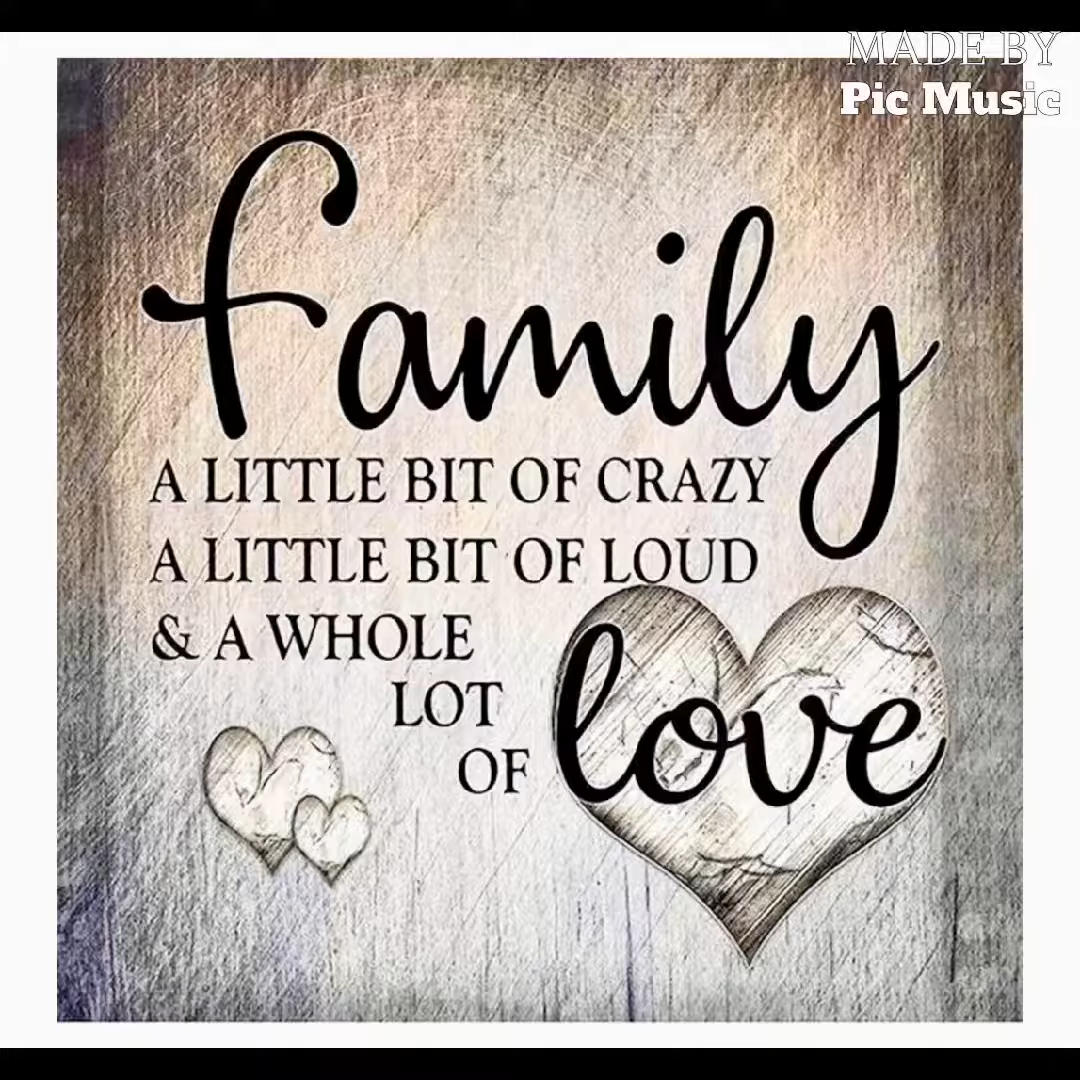 MADE BY
Pic Music
Family
A LITTLE BIT OF CRAZY
A LITTLE BIT OF LOUD
& A WHOLE
LOT
OF love